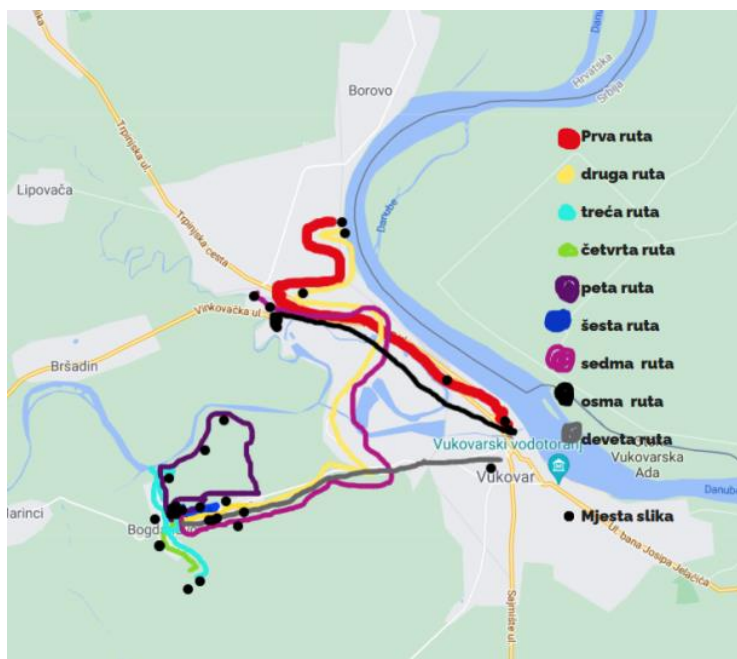 Borovo
Hrvatska
Srbija
Trpinjska ul.
Lipovača
Danube
Trpinjska cesta
Vinkovačka ul.
Bršadin
Prva ruta
druga ruta
treća ruta
četvrta ruta
peta ruta
šesta ruta
sedma ruta
osma ruta
deveta ruta
Vukovarski vodotoranj
Vukovarska
Ada
Vukovar
Danube
Mjesta slika
Ul. bana Josipa Jelačića
Sajmište ul.